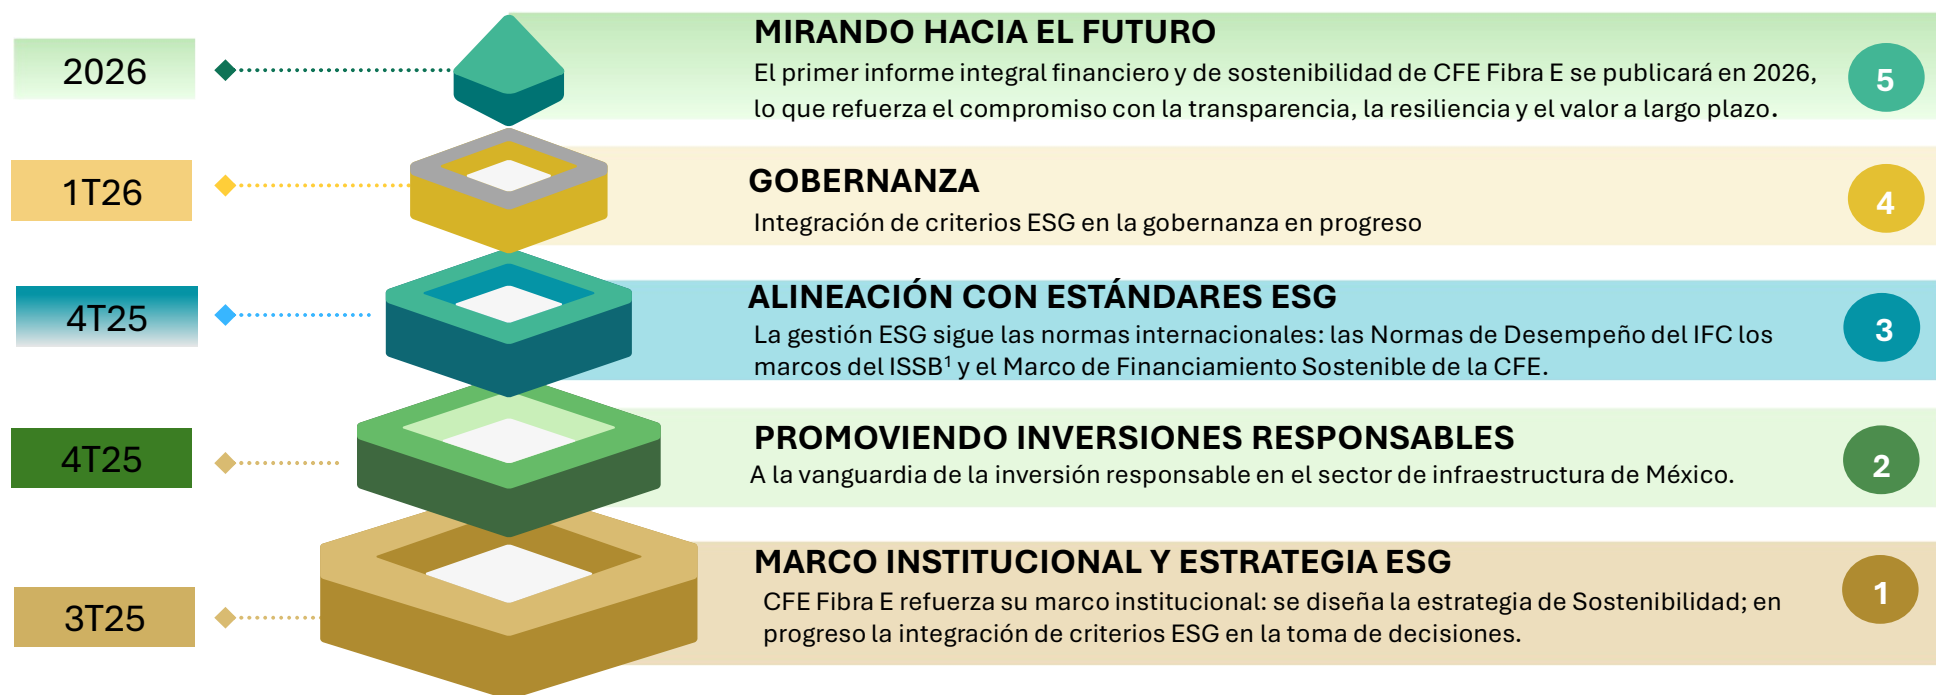 2026
MIRANDO HACIA EL FUTURO
El primer informe integral financiero y de sostenibilidad de CFE Fibra E se publicará en 2026,
lo que refuerza el compromiso con la transparencia, la resiliencia y el valor a largo plazo.
5
1T26
GOBERNANZA
Integración de criterios ESG en la gobernanza en progreso
4
4T25
ALINEACIÓN CON ESTÁNDARES ESG
La gestión ESG sigue las normas internacionales: las Normas de Desempeño del IFC los
marcos del ISSB¹ y el Marco de Financiamiento Sostenible de la CFE.
3
4T25
PROMOVIENDO INVERSIONES RESPONSABLES
A la vanguardia de la inversión responsable en el sector de infraestructura de México.
2
3T25
MARCO INSTITUCIONAL Y ESTRATEGIA ESG
CFE Fibra E refuerza su marco institucional: se diseña la estrategia de Sostenibilidad; en
progreso la integración de criterios ESG en la toma de decisiones.
1